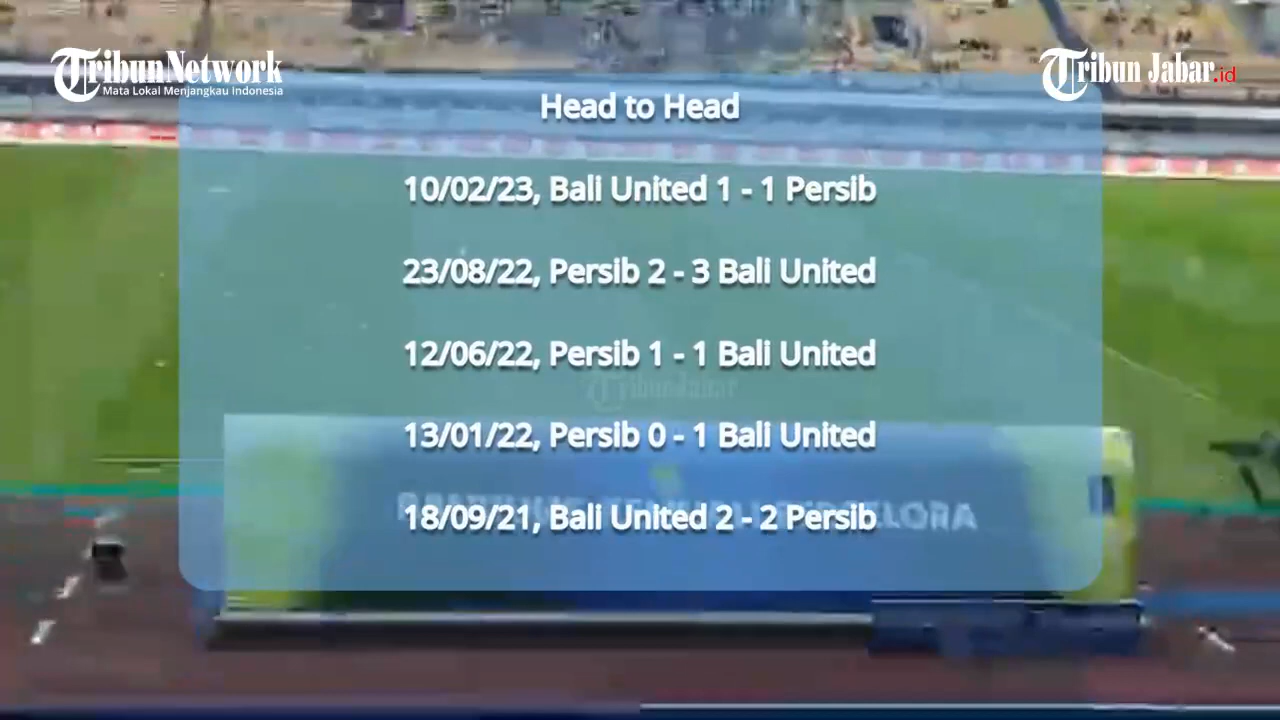 TribunNetwork
Mata Lokal Menjangkau Indonesia
Tribun Jabar.id
Head to Head
10/02/23, Bali United 1 - 1 Persib
23/08/22, Persib 2 - 3 Bali United
12/06/22, Persib 1 - 1 Bali United
TribunJabar
13/01/22, Persib 0 - 1 Bali United
18/09/21, Bali United 2 - 2 Persib